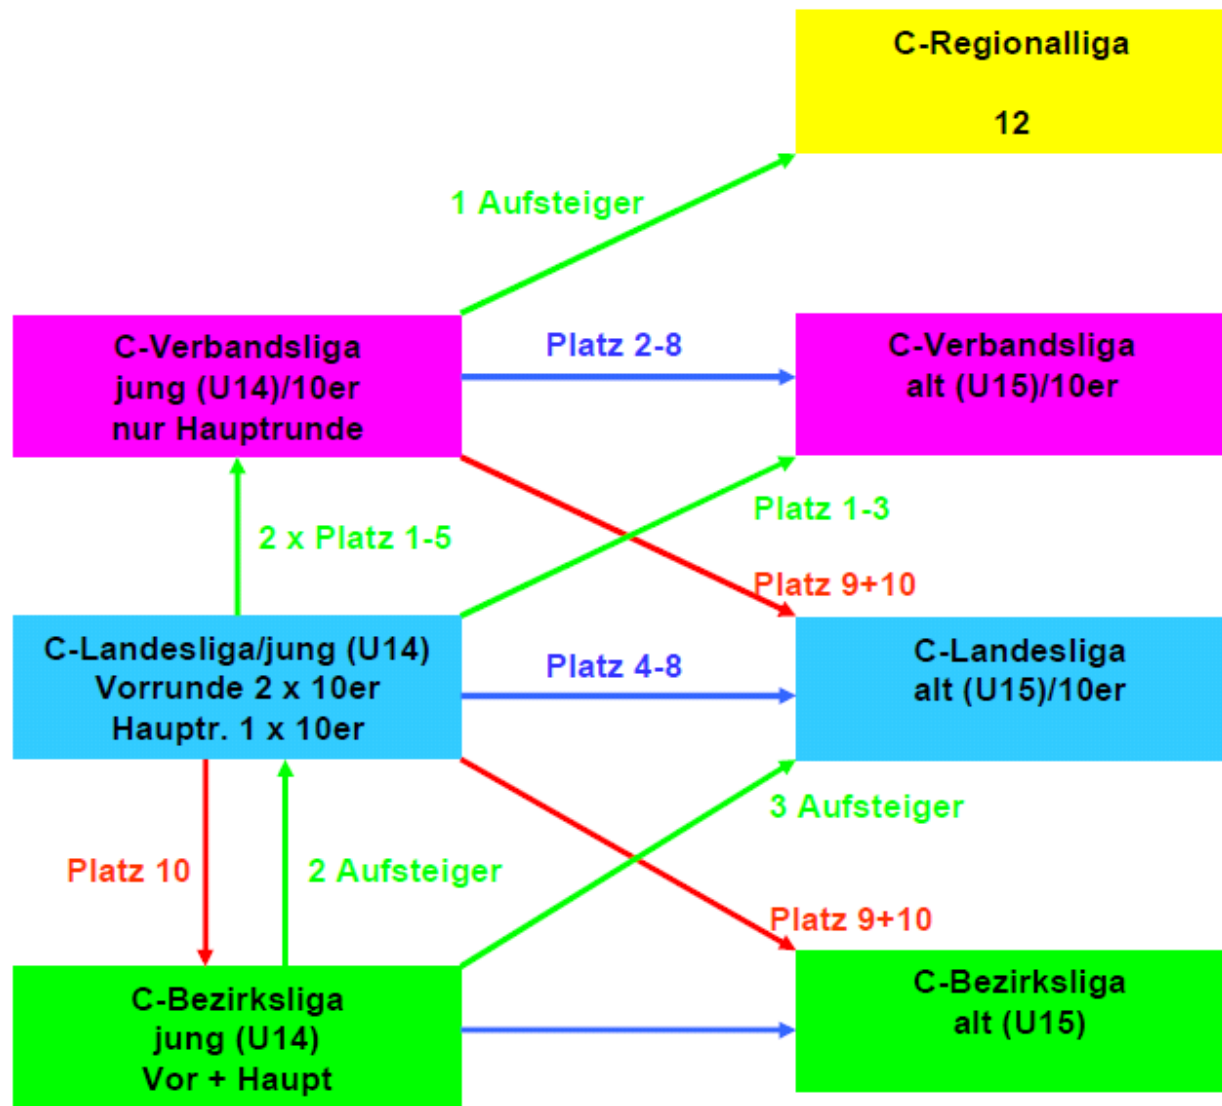 C-Regionalliga
12
1 Aufsteiger
C-Verbandsliga
jung (U14)/10er
nur Hauptrunde
Platz 2-8
C-Verbandsliga
alt (U15)/10er
2 x Platz 1-5
Platz 1-3
Platz 9+10
C-Landesliga/jung (U14)
Vorrunde 2 x 10er
Hauptr. 1 x 10er
Platz 4-8
C-Landesliga
alt (U15)/10er
3 Aufsteiger
Platz 10
2 Aufsteiger
Platz 9+10
C-Bezirksliga
jung (U14)
Vor + Haupt
C-Bezirksliga
alt (U15)